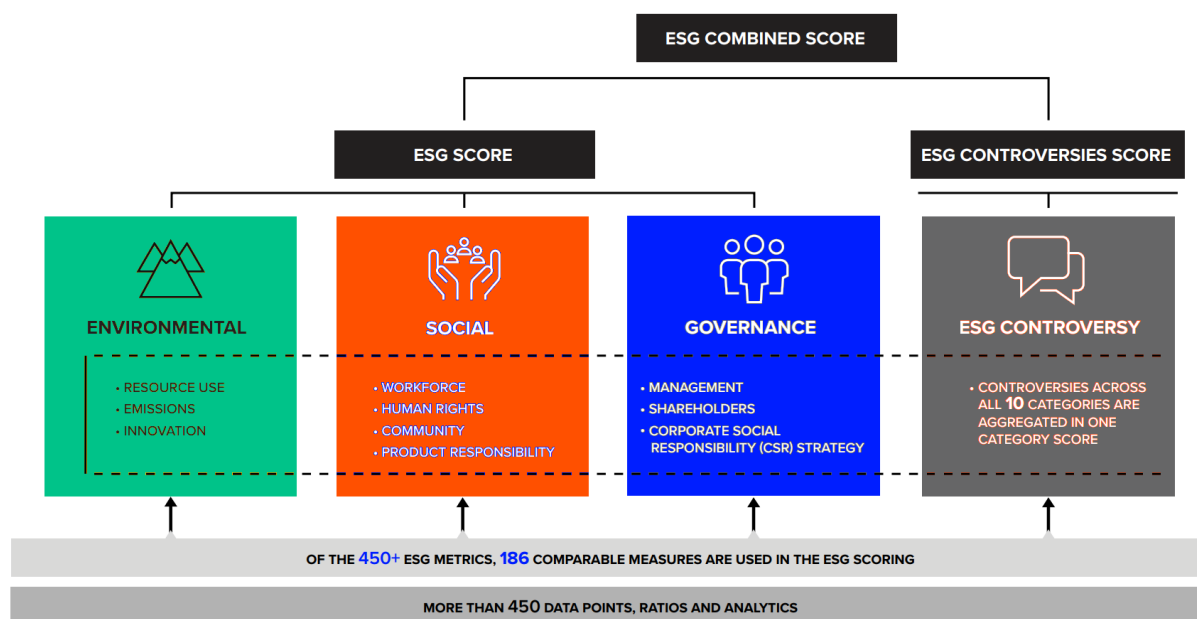 ESG COMBINED SCORE
ESG SCORE
ESG CONTROVERSIES SCORE
ENVIRONMENTAL
• RESOURCE USE
• EMISSIONS
• INNOVATION
SOCIAL
• WORKFORCE
• HUMAN RIGHTS
• COMMUNITY
• PRODUCT RESPONSIBILITY
GOVERNANCE
• MANAGEMENT
• SHAREHOLDERS
• CORPORATE SOCIAL
RESPONSIBILITY (CSR) STRATEGY
ESG CONTROVERSY
• CONTROVERSIES ACROSS
ALL 10 CATEGORIES ARE
AGGREGATED IN ONE
CATEGORY SCORE
OF THE 450+ ESG METRICS, 186 COMPARABLE MEASURES ARE USED IN THE ESG SCORING
MORE THAN 450 DATA POINTS, RATIOS AND ANALYTICS